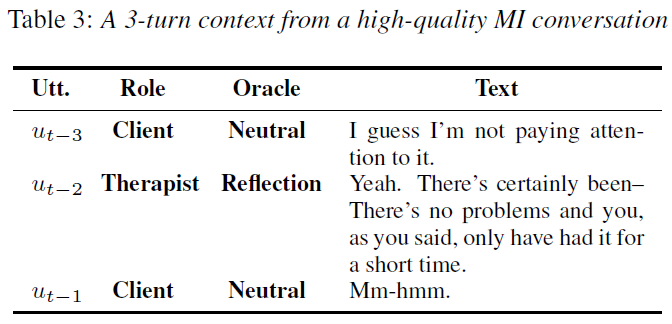 Table 3: A 3-turn context from a high-quality MI conversation
Utt. Role Oracle Text
u_{t−3} Client Neutral I guess I'm not paying atten-
tion to it.
u_{t−2} Therapist Reflection Yeah. There's certainly been–
There's no problems and you,
as you said, only have had it for
a short time.
u_{t−1} Client Neutral Mm-hmm.